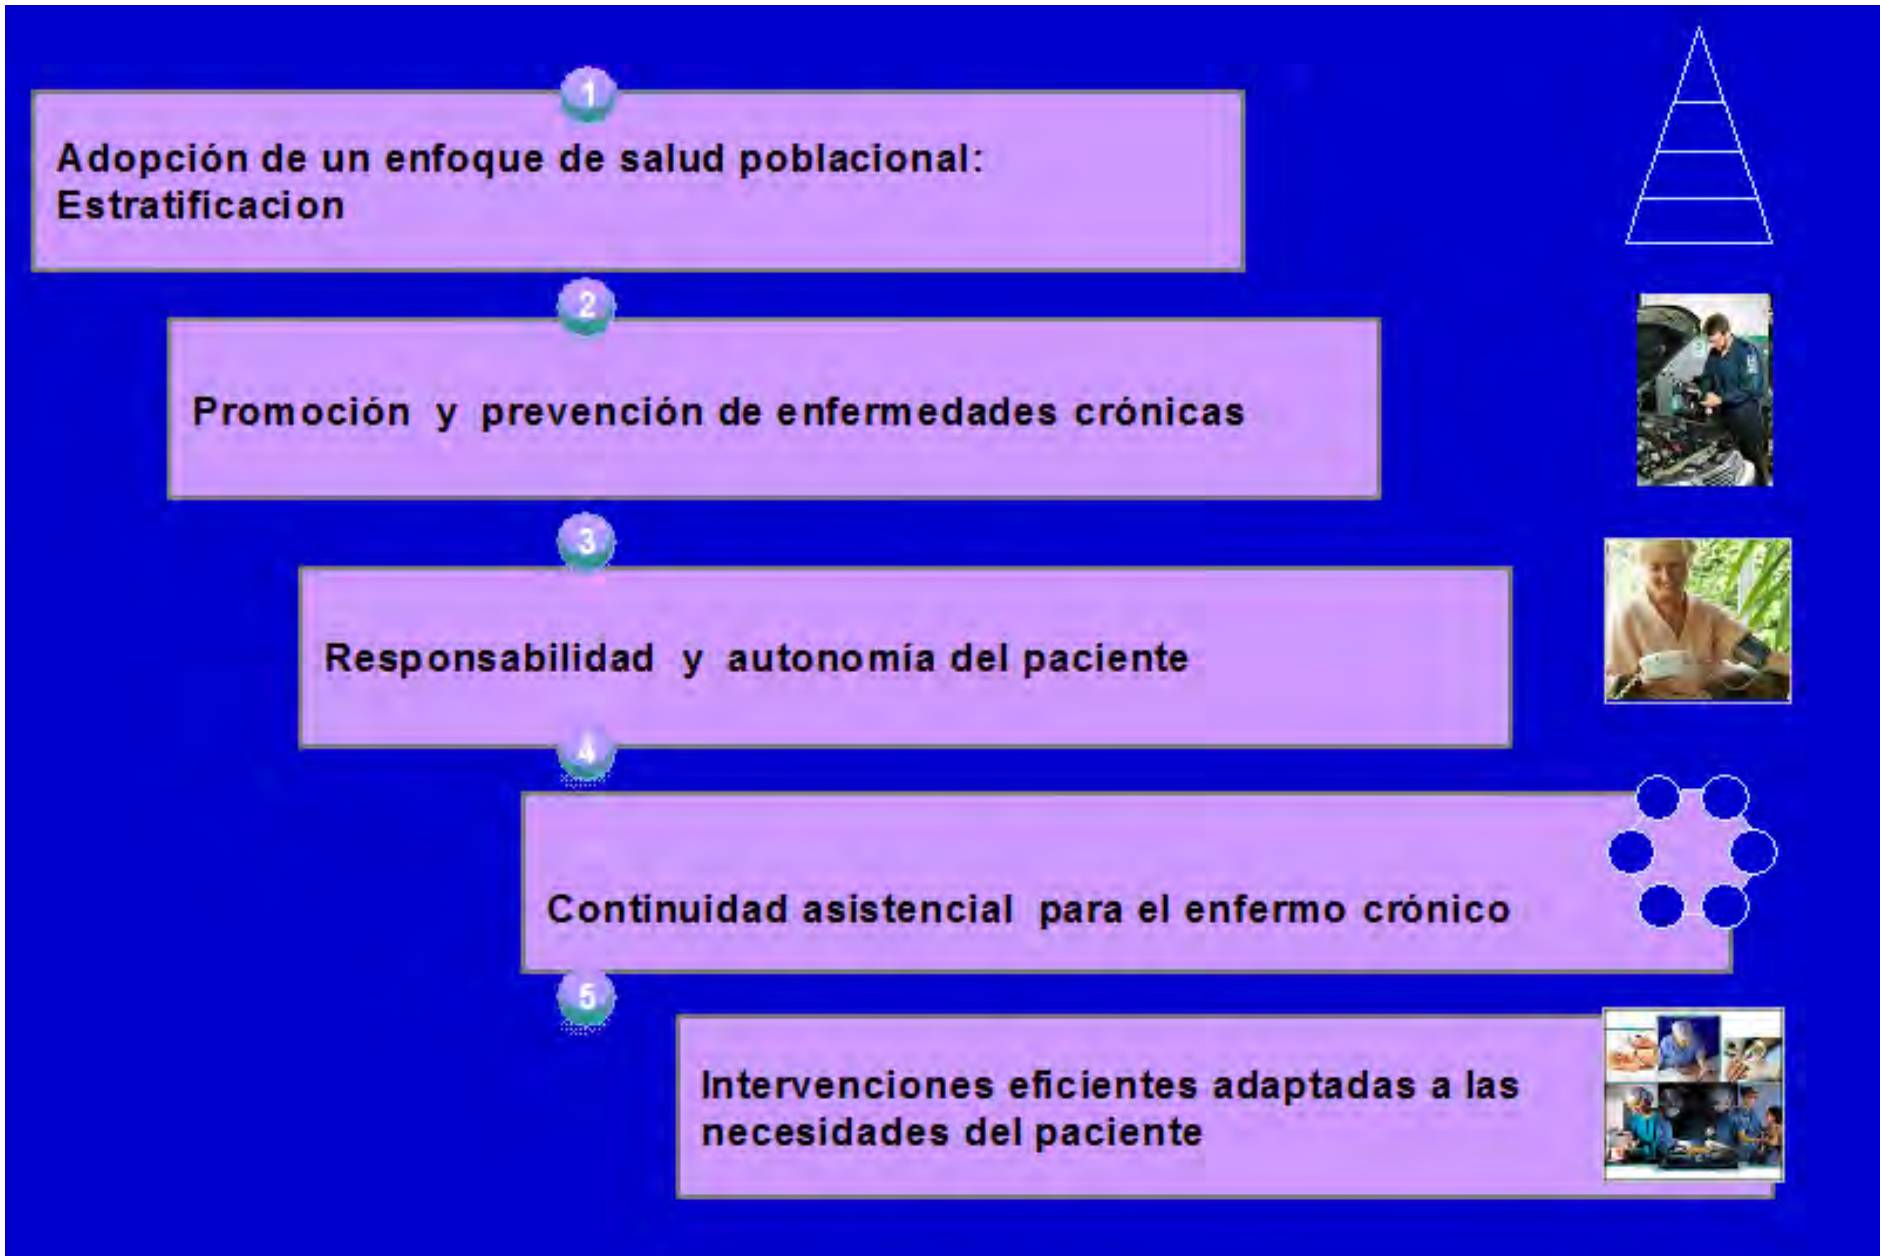 1
Adopción de un enfoque de salud poblacional:
Estratificacion
2
Promoción y prevención de enfermedades crónicas
3
Responsabilidad y autonomía del paciente
4
Continuidad asistencial para el enfermo crónico
5
Intervenciones eficientes adaptadas a las
necesidades del paciente